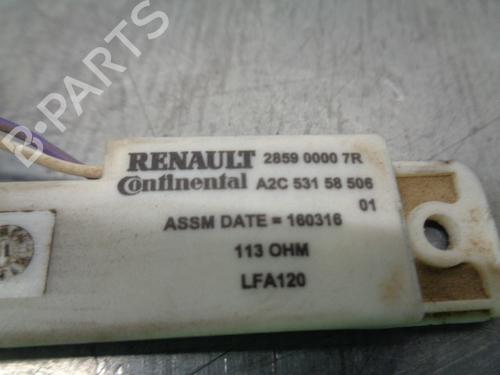 RENAULT 2859 0000 7R
Continental A2C 531 58 506
01
ASSM DATE = 160316
113 OHM
LFA120
B-PARTS